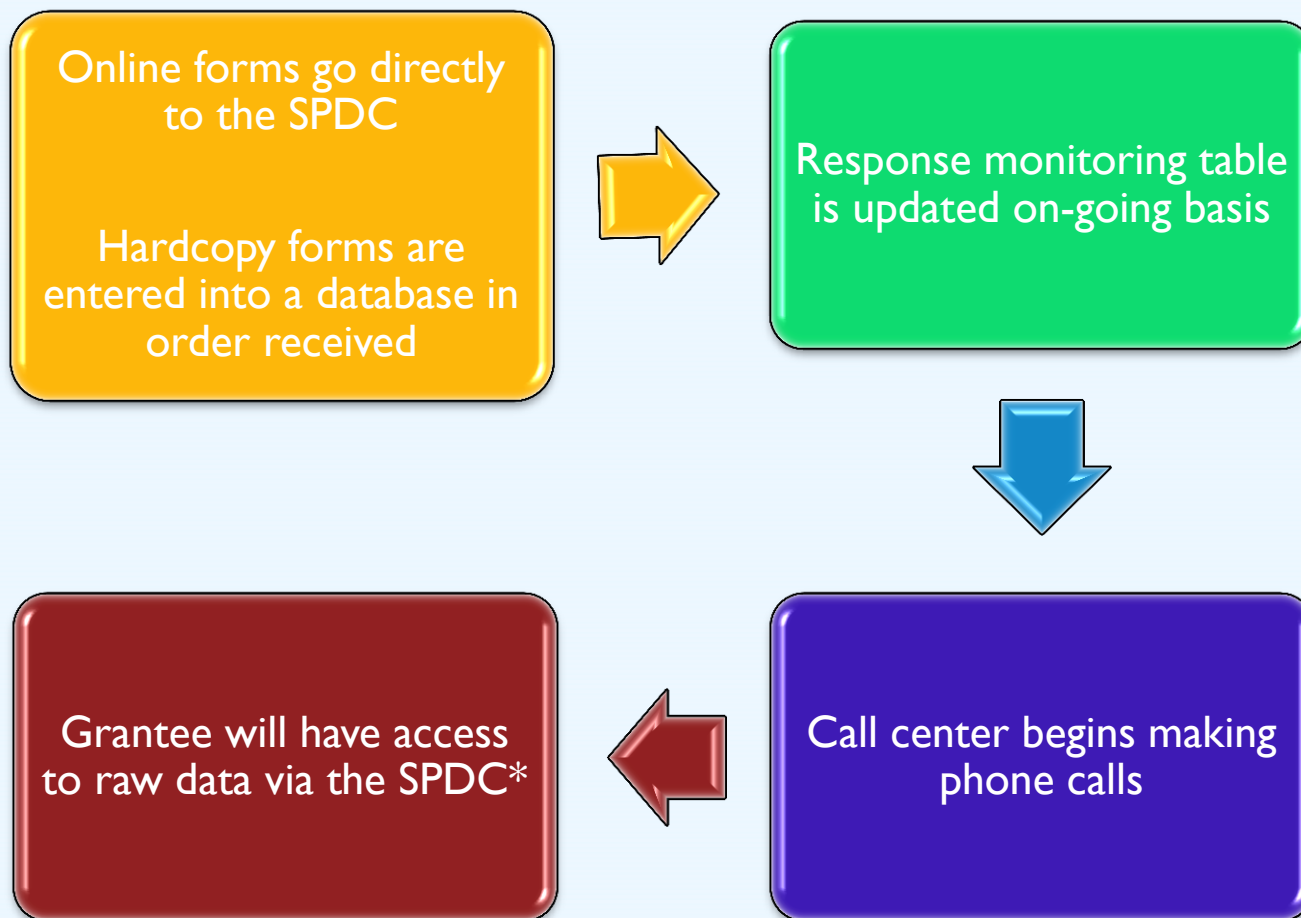 Online forms go directly
to the SPDC
Hardcopy forms are
entered into a database in
order received
Response monitoring table
is updated on-going basis
Call center begins making
phone calls
Grantee will have access
to raw data via the SPDC*